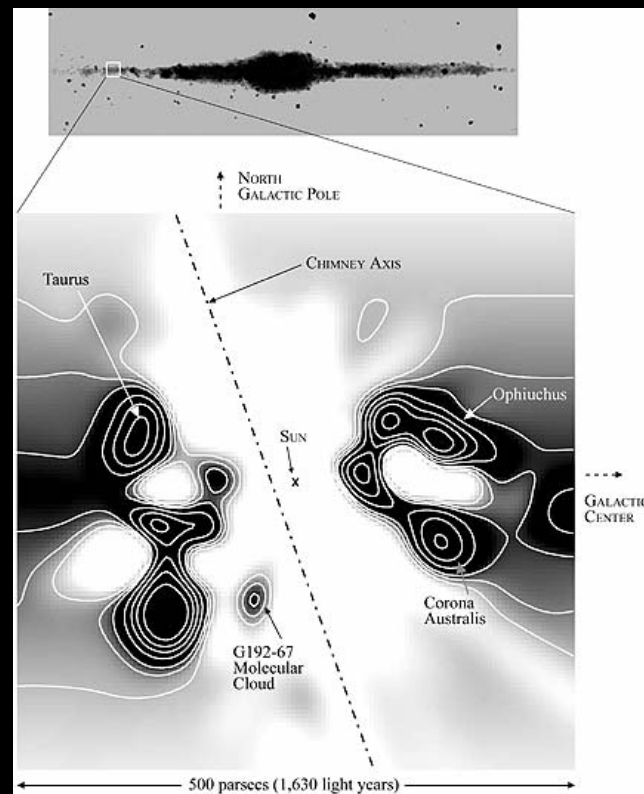 NORTH
GALACTIC POLE
CHIMNEY AXIS
Taurus
Ophiuchus
SUN
x
GALACTIC
CENTER
Corona
Australis
G192-67
Molecular
Cloud
500 parsecs (1,630 light years)